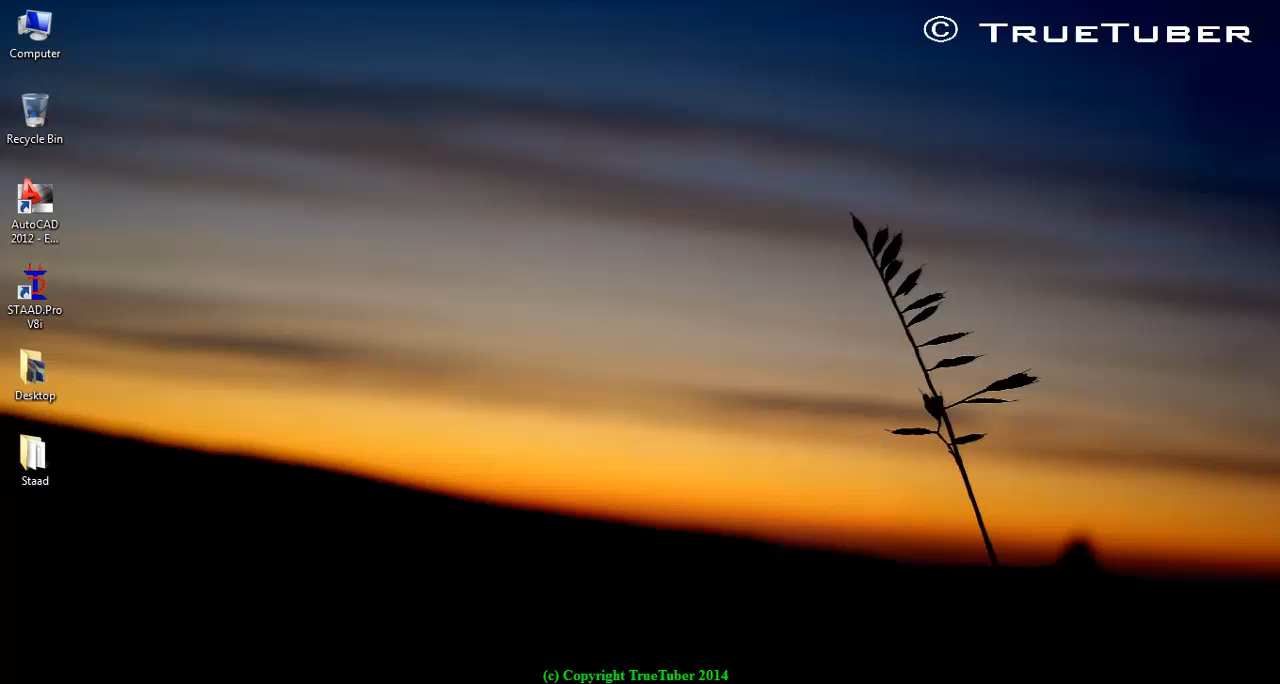 © TRUETUBER
Computer
Recycle Bin
AutoCAD
2012 - E...
STAAD.Pro
V8i
Desktop
Staad
(c) Copyright TrueTuber 2014